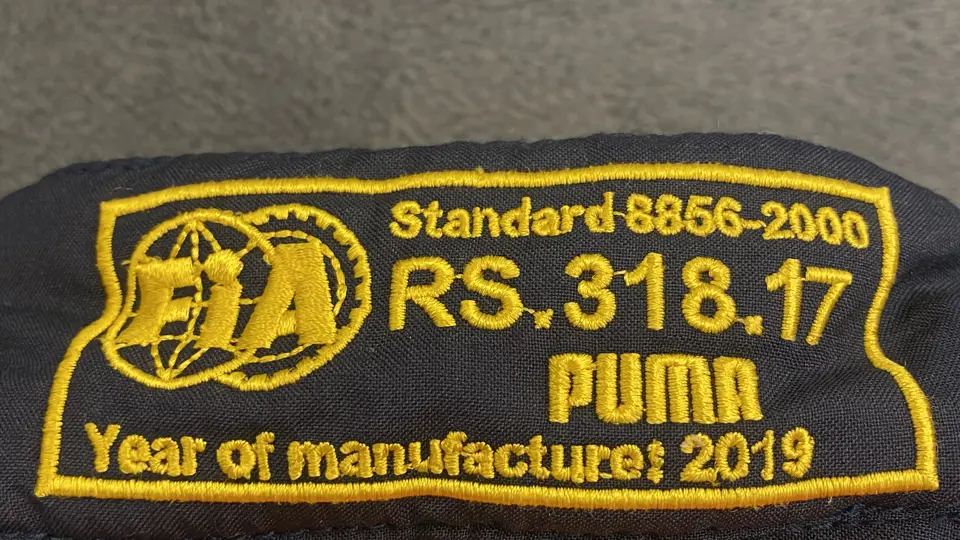 FiA
Standard 8856-2000
RS.318.17
PUMA
Year of manufacture: 2019